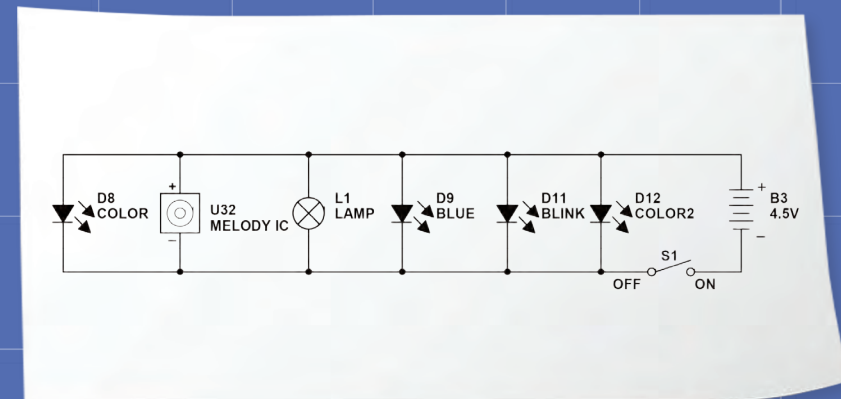 D8
COLOR
+
U32
MELODY IC
−
L1
LAMP
D9
BLUE
D11
BLINK
D12
COLOR2
+
B3
4.5V
−
S1
OFF
ON